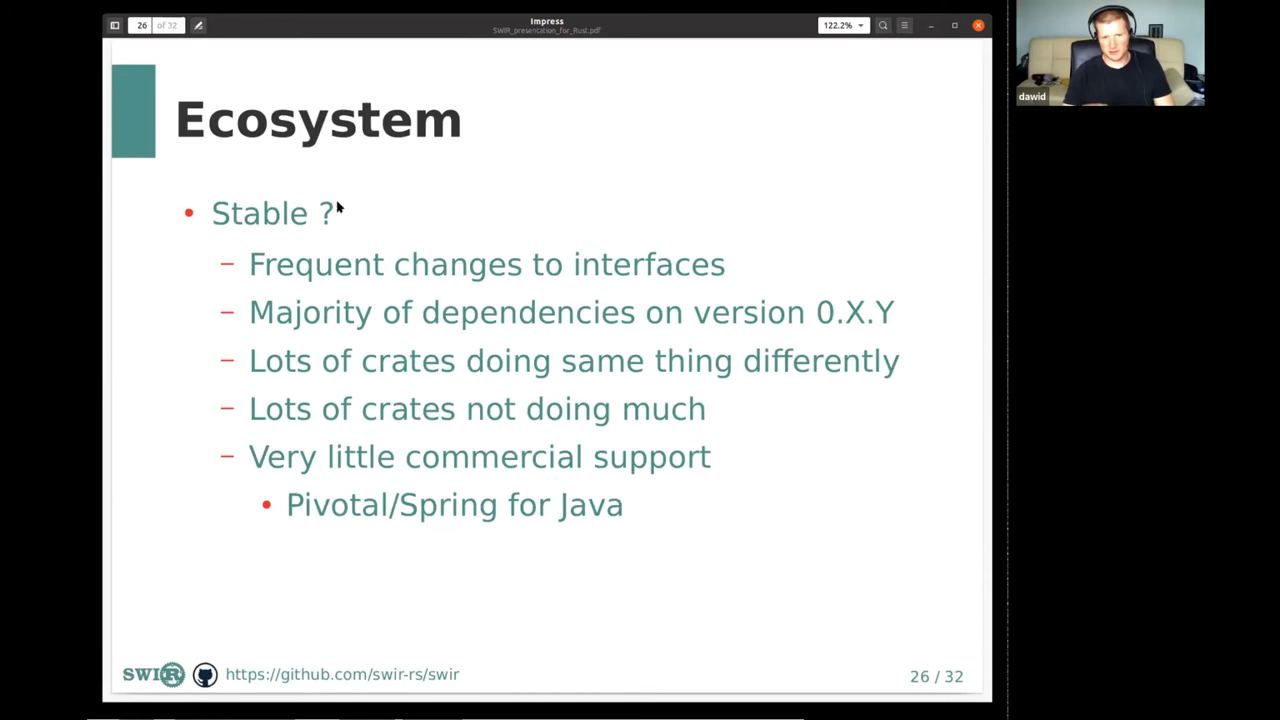 26 of 32
Impress
SWIR_presentation_for_Rust.pdf
122.2%
dawid
Ecosystem
• Stable ?
– Frequent changes to interfaces
– Majority of dependencies on version 0.X.Y
– Lots of crates doing same thing differently
– Lots of crates not doing much
– Very little commercial support
• Pivotal/Spring for Java
SWIR https://github.com/swir-rs/swir
26 / 32